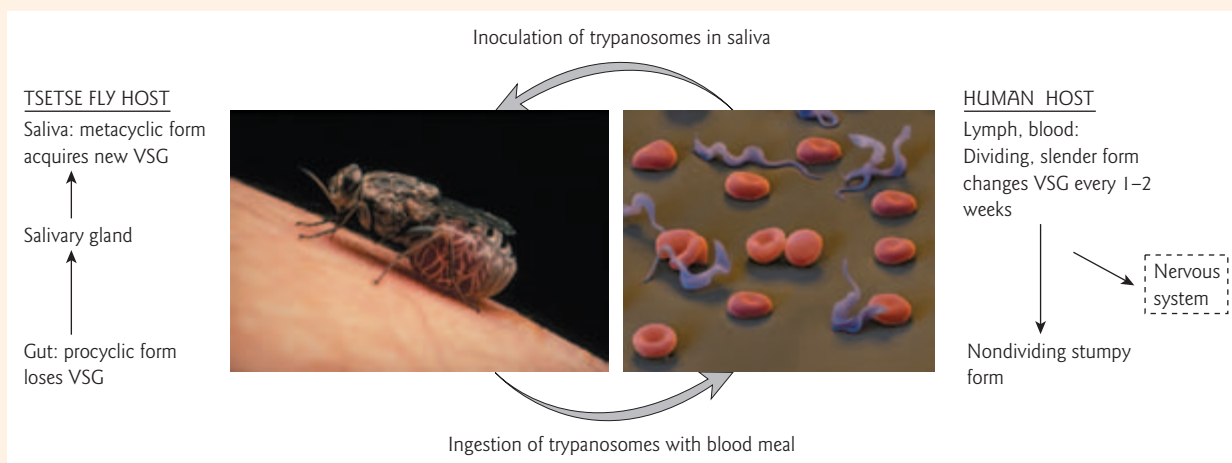 Inoculation of trypanosomes in saliva
TSETSE FLY HOST
Saliva: metacyclic form
acquires new VSG
Salivary gland
Gut: procyclic form
loses VSG
HUMAN HOST
Lymph, blood:
Dividing, slender form
changes VSG every 1–2
weeks
Nervous
system
Nondividing stumpy
form
Ingestion of trypanosomes with blood meal